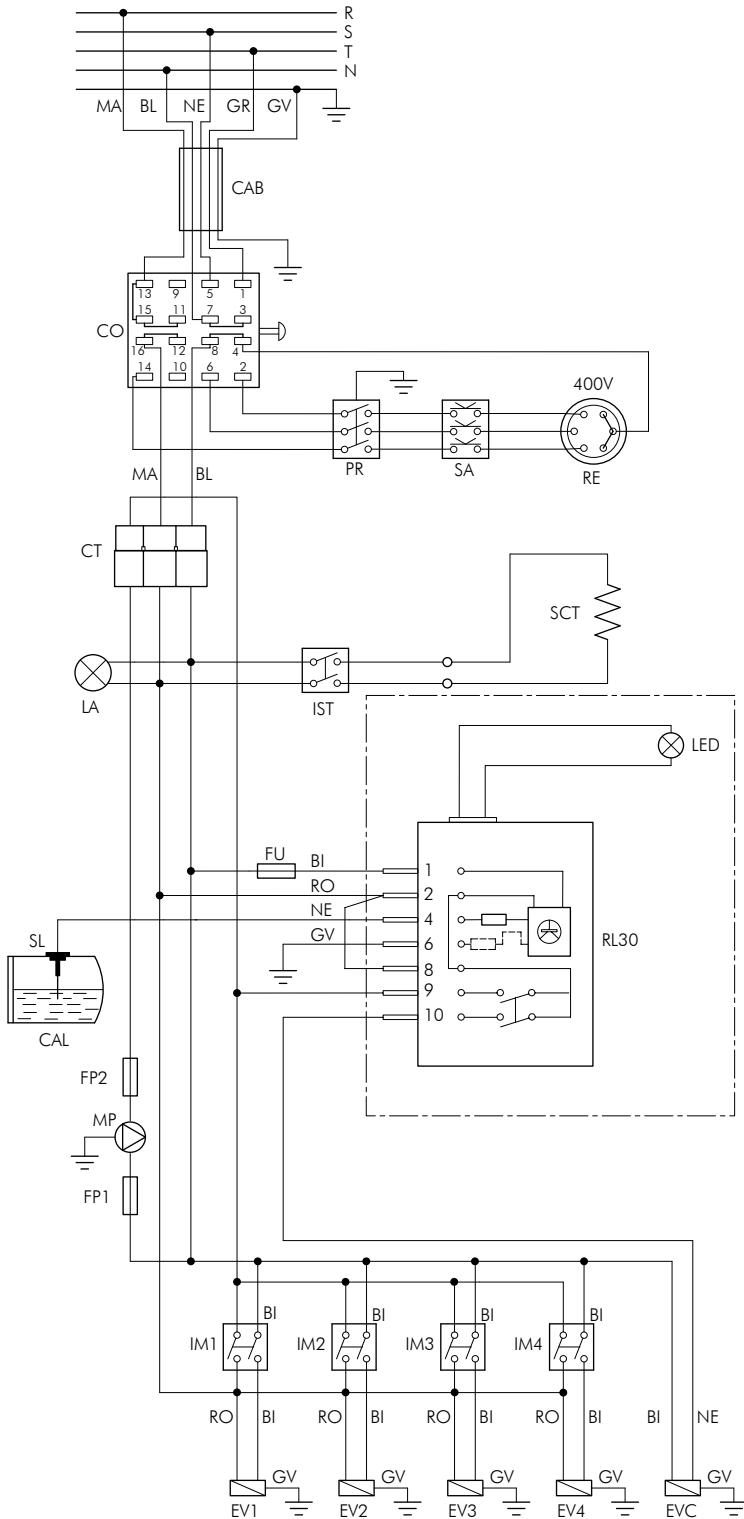 R
S
T
N
MA BL NE GR GV
CAB
CO
13 9 5 1
15 11 7 3
16 12 8 4
14 10 6 2
400V
PR SA RE
MA BL
CT
SCT
LA
IST
LED
FU BI 1
RO 2
NE 4
GV 6
8
9
10
RL30
SL
CAL
FP2
MP
FP1
BI BI BI BI
IM1 IM2 IM3 IM4
RO BI RO BI RO BI RO BI BI NE
GV GV GV GV GV
EV1 EV2 EV3 EV4 EVC